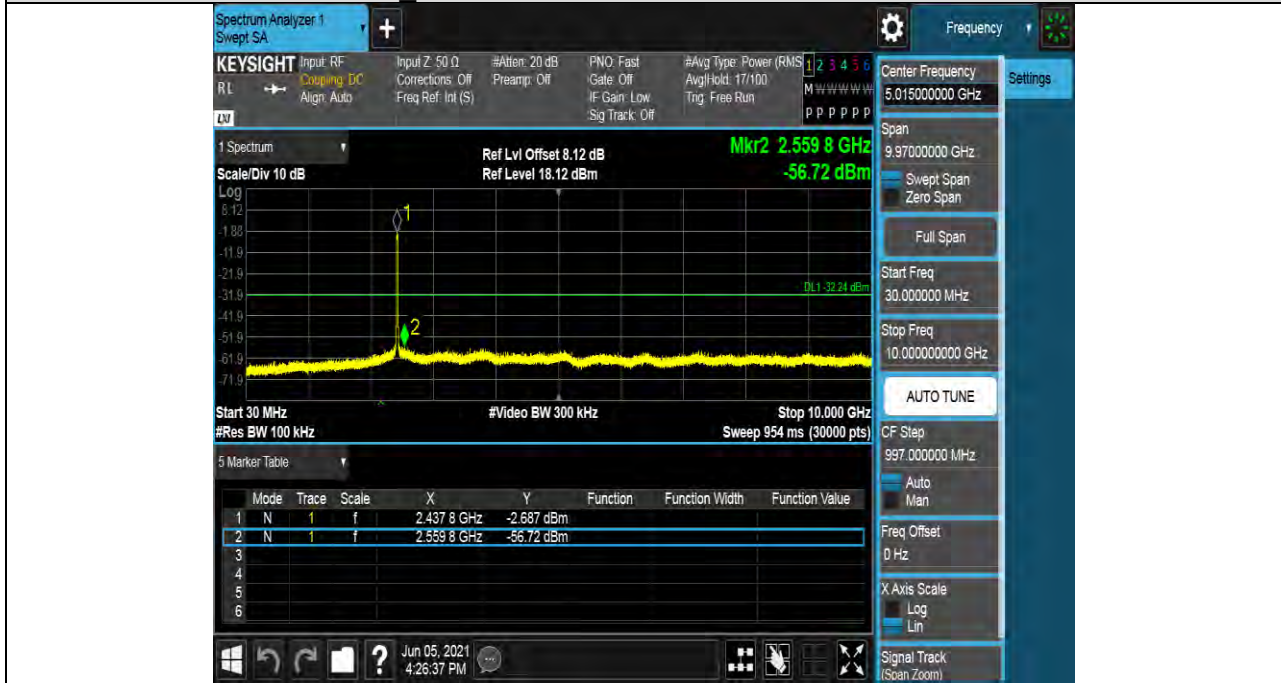 Spectrum Analyzer 1
Swept SA
+
Frequency
KEYSIGHT Input: RF Input Z: 50 Ω #Atten: 20 dB PNO: Fast #Avg Type: Power (RMS 1 2 3 4 5 6
RL Coupling: DC Corrections: Off Preamp: Off Gate: Off Avg|Hold: 17/100 M W W W W W
Align: Auto Freq Ref: Int (S) IF Gain: Low Trig: Free Run
LXI Sig Track: Off P P P P P P
1 Spectrum
Scale/Div 10 dB
Ref Lvl Offset 8.12 dB
Ref Level 18.12 dBm
Mkr2 2.559 8 GHz
-56.72 dBm
Log
8.12
-1.88
-11.9
-21.9
-31.9
-41.9
-51.9
-61.9
-71.9
1
2
DL1 -32.24 dBm
Start 30 MHz #Video BW 300 kHz Stop 10.000 GHz
#Res BW 100 kHz Sweep 954 ms (30000 pts)
5 Marker Table
Mode Trace Scale X Y Function Function Width Function Value
1 N 1 f 2.437 8 GHz -2.687 dBm
2 N 1 f 2.559 8 GHz -56.72 dBm
3
4
5
6
?
Jun 05, 2021
4:26:37 PM
Center Frequency
5.015000000 GHz
Settings
Span
9.97000000 GHz
Swept Span
Zero Span
Full Span
Start Freq
30.000000 MHz
Stop Freq
10.000000000 GHz
AUTO TUNE
CF Step
997.000000 MHz
Auto
Man
Freq Offset
0 Hz
X Axis Scale
Log
Lin
Signal Track
(Span Zoom)